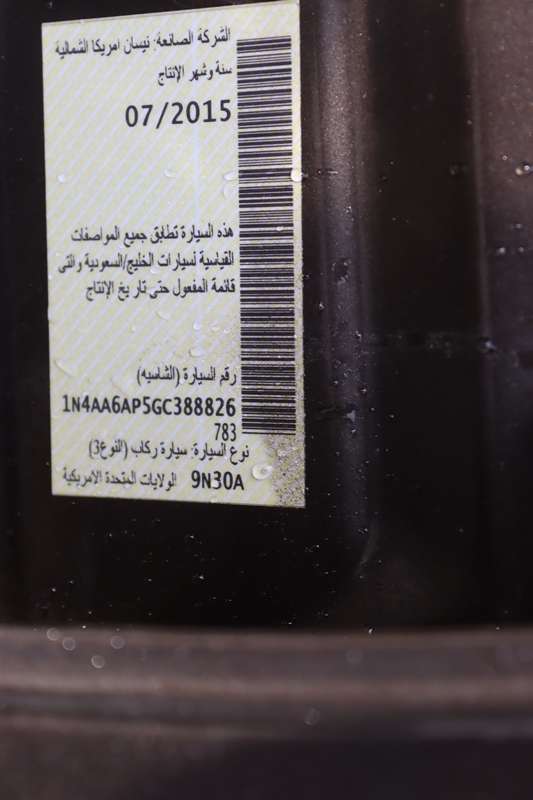 الشركة الصانعة: نيسان امريكا الشمالية
سنة وشهر الإنتاج
07/2015
هذه السيارة تطابق جميع المواصفات
القياسية لسيارات الخليج/السعودية والتى
قائمة المفعول حتى تاريخ الإنتاج
رقم السيارة (الشاسيه)
1N4AA6AP5GC388826
783
نوع السيارة: سيارة ركاب (النوع3)
الولايات المتحدة الامريكية 9N30A